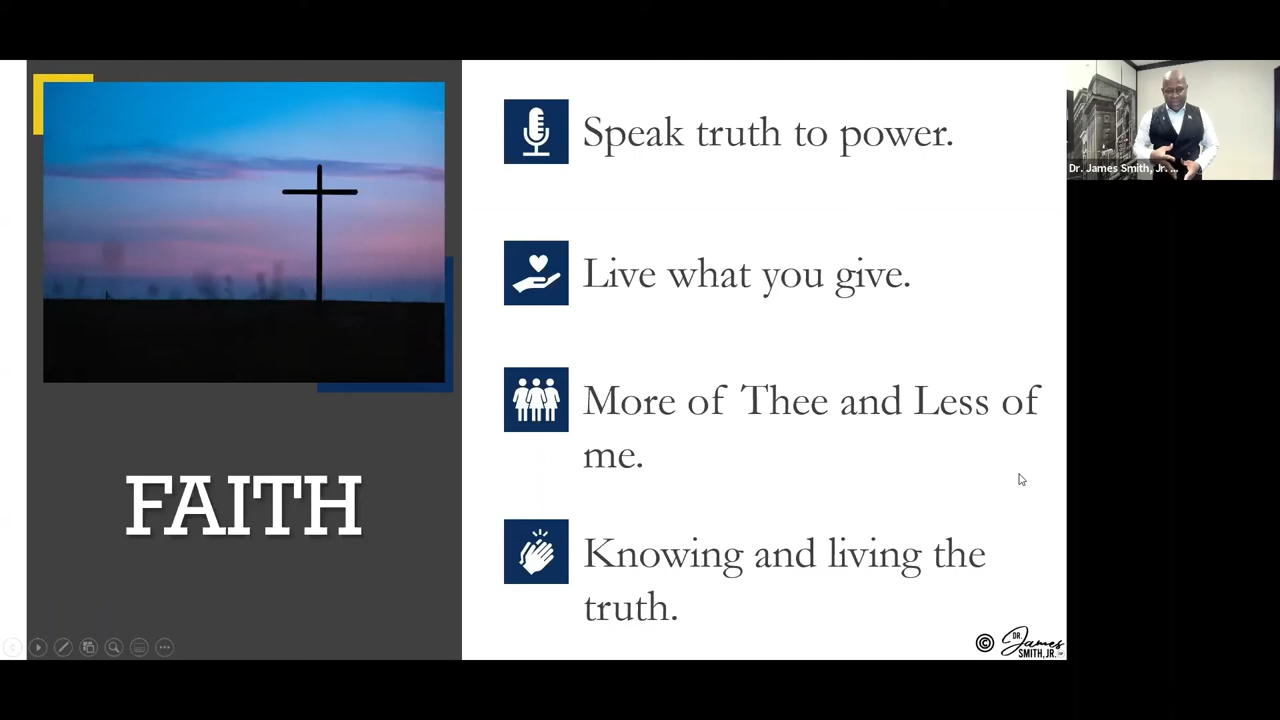 FAITH
Speak truth to power.
Live what you give.
More of Thee and Less of
me.
Knowing and living the
truth.
Dr. James Smith, Jr. ...
© DR.
James
SMITH, JR.